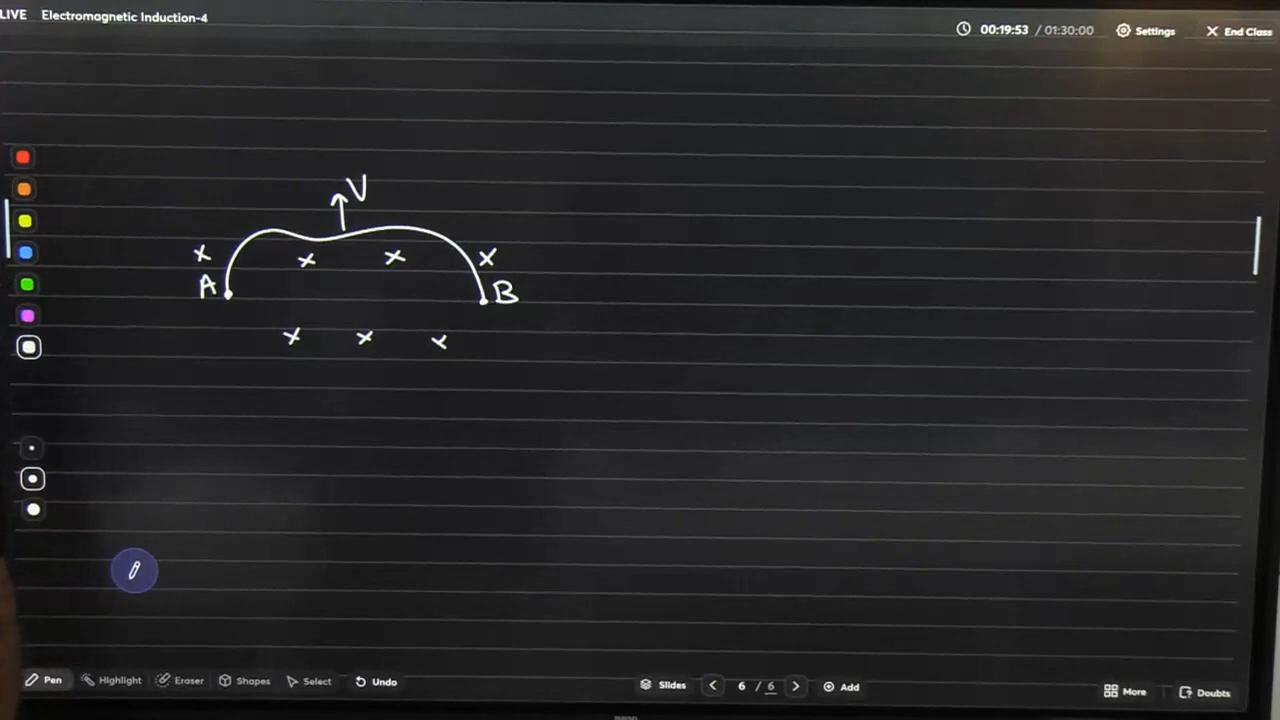 LIVE Electromagnetic Induction-4
00:19:53 / 01:30:00 Settings × End Class
V
× × × ×
A B
× × ×
Pen Highlight Eraser Shapes Select Undo Slides < 6 / 6 > Add More Doubts